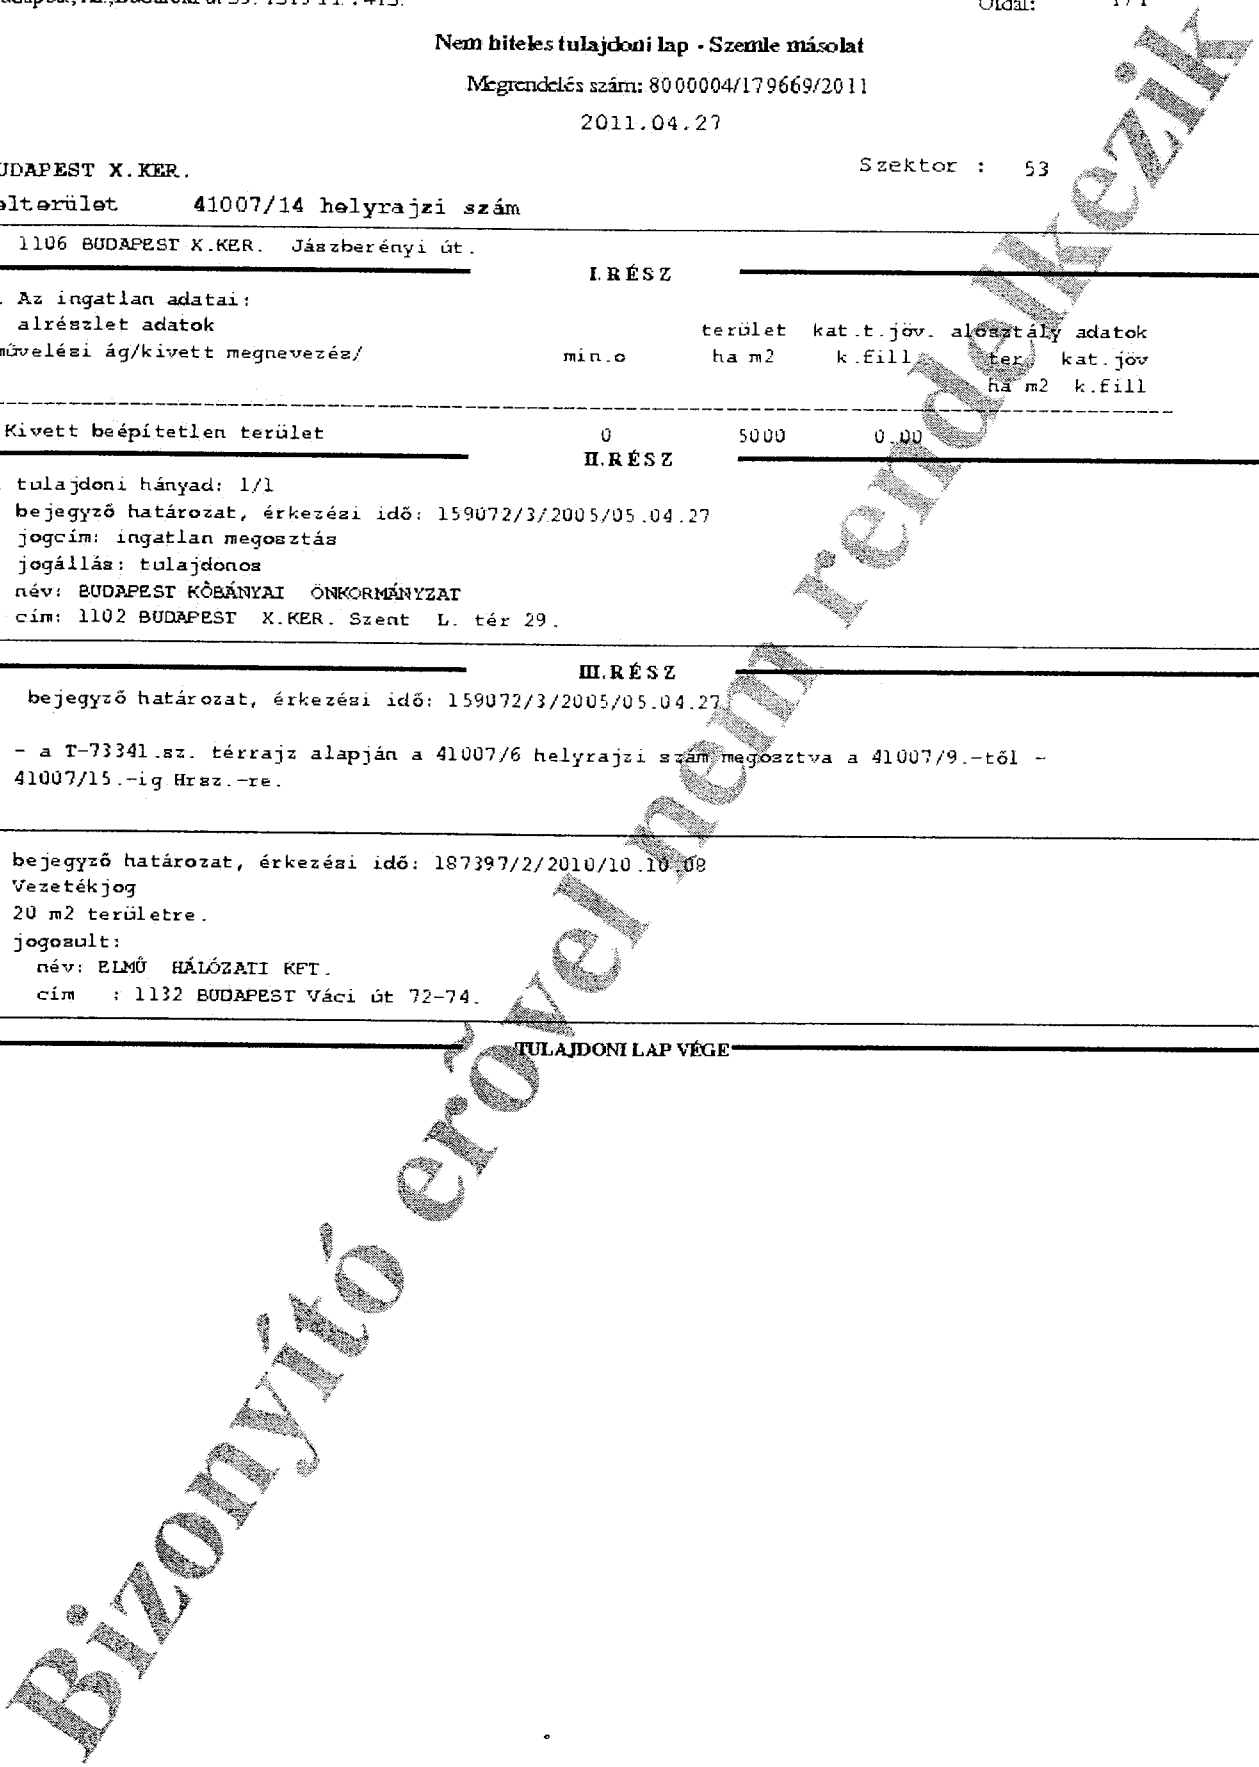 Oldal: 1 / 1
Nem hiteles tulajdoni lap - Szemle másolat
Megrendelés szám: 8000004/179669/2011
2011.04.27
Szektor : 53
UDAPEST X.KER.
elterület 41007/14 helyrajzi szám
1106 BUDAPEST X.KER. Jászberényi út.
I.RÉSZ
. Az ingatlan adatai:
alrészlet adatok
terület kat.t.jöv. alosztály adatok
művelési ág/kivett megnevezés/ min.o ha m2 k.fill. ter. kat.jöv
ha m2 k.fill
Kivett beépítetlen terület 0 5000 0.00
II.RÉSZ
. tulajdoni hányad: 1/1
bejegyző határozat, érkezési idő: 159072/3/2005/05.04.27
jogcím: ingatlan megosztás
jogállás: tulajdonos
név: BUDAPEST KŐBÁNYAI ÖNKORMÁNYZAT
cím: 1102 BUDAPEST X.KER. Szent L. tér 29.
III.RÉSZ
bejegyző határozat, érkezési idő: 159072/3/2005/05.04.27
- a T-73341.sz. térrajz alapján a 41007/6 helyrajzi szám megosztva a 41007/9.-től -
41007/15.-ig Hrsz.-re.
bejegyző határozat, érkezési idő: 187397/2/2010/10.10.08
Vezetékjog
20 m2 területre.
jogosult:
név: ELMŰ HÁLÓZATI KFT.
cím : 1132 BUDAPEST Váci út 72-74.
TULAJDONI LAP VÉGE
Bizonyító erővel nem rendelkezik